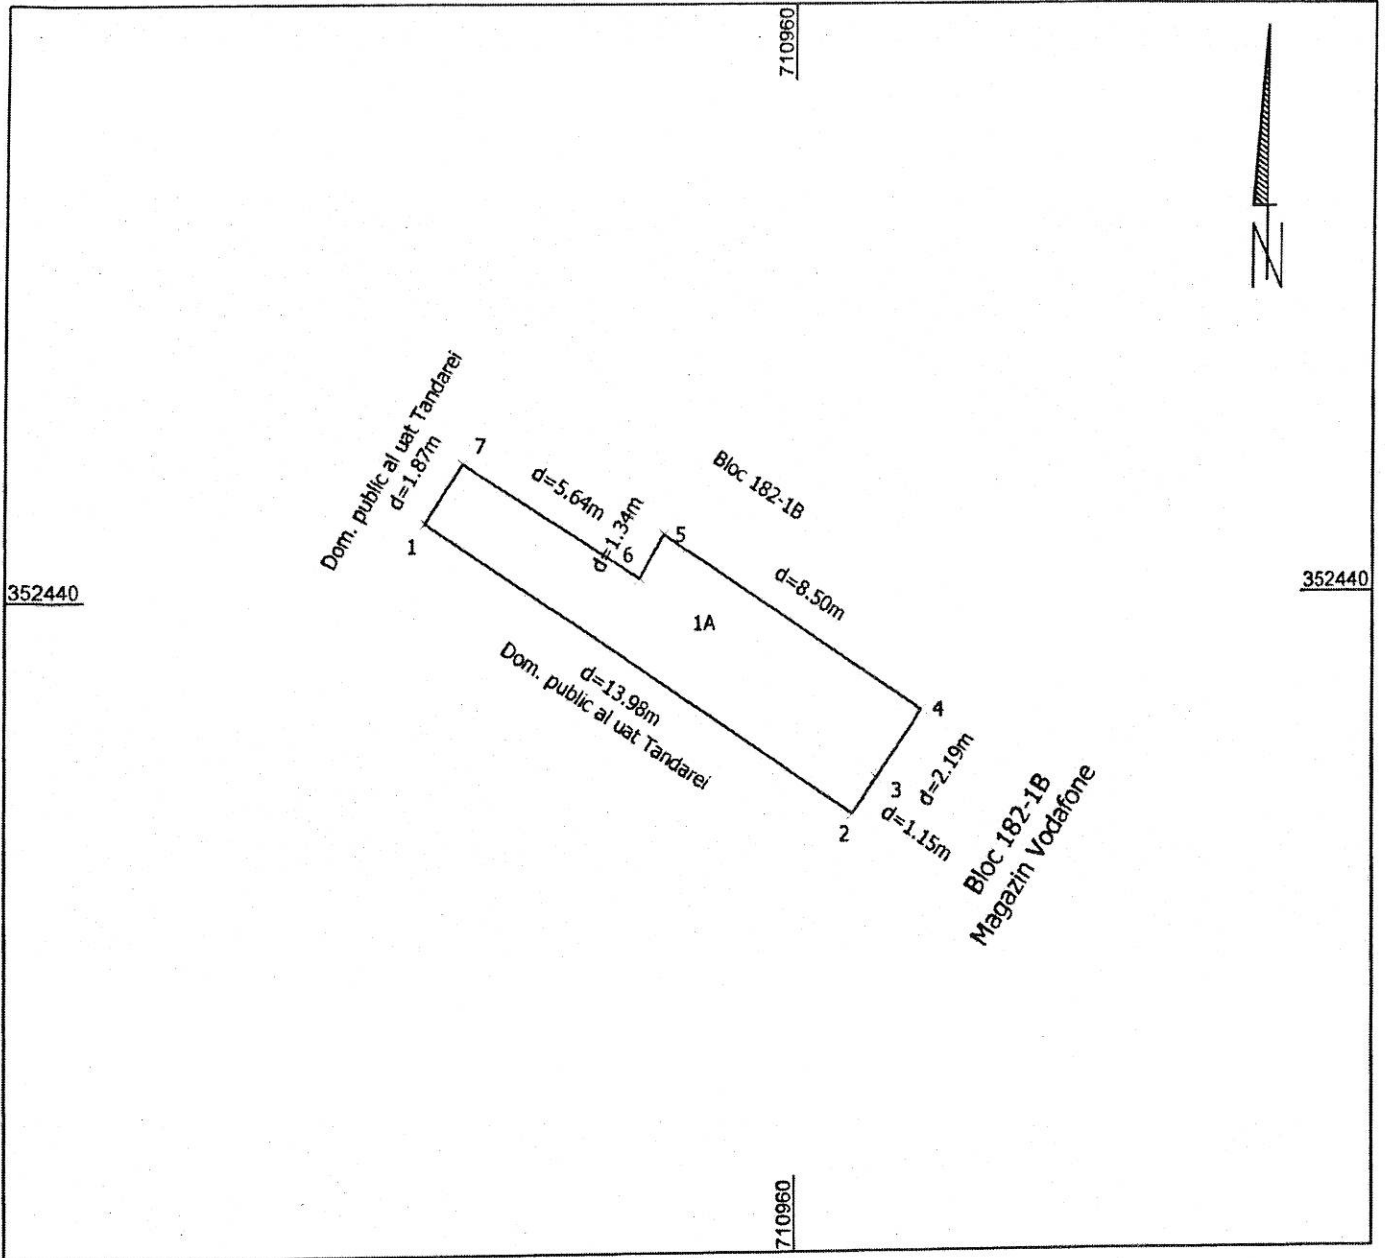 710960
N
Dom. public al uat Tandarei
d=1.87m
7
d=5.64m
Bloc 182-1B
1
6
d=1.34m
5
d=8.50m
352440
352440
1A
Dom. public al uat Tandarei
d=13.98m
4
3
d=2.19m
2
d=1.15m
Bloc 182-1B
Magazin Vodafone
710960